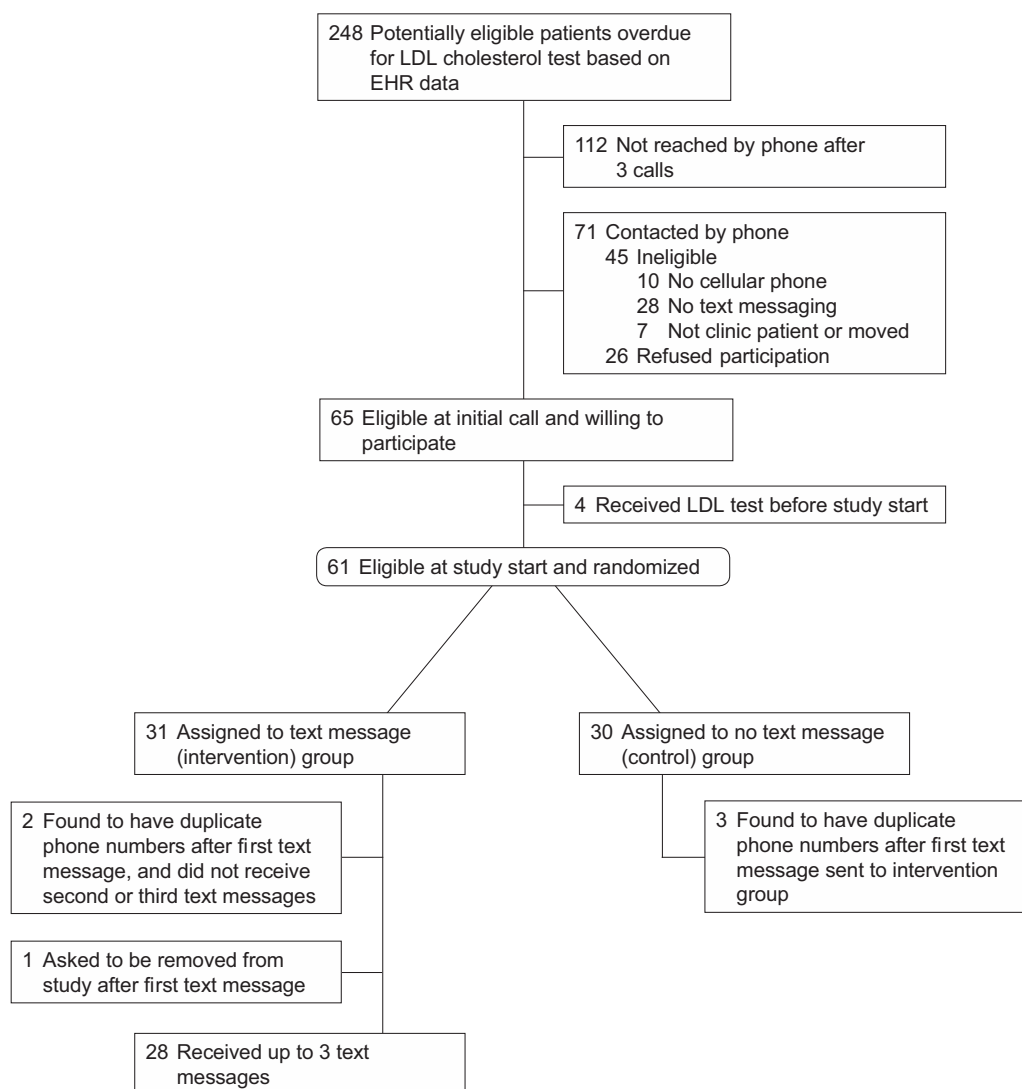 248 Potentially eligible patients overdue
for LDL cholesterol test based on
EHR data
112 Not reached by phone after
3 calls
71 Contacted by phone
45 Ineligible
10 No cellular phone
28 No text messaging
7 Not clinic patient or moved
26 Refused participation
65 Eligible at initial call and willing to
participate
4 Received LDL test before study start
61 Eligible at study start and randomized
31 Assigned to text message
(intervention) group
30 Assigned to no text message
(control) group
2 Found to have duplicate
phone numbers after first text
message, and did not receive
second or third text messages
3 Found to have duplicate
phone numbers after first text
message sent to intervention
group
1 Asked to be removed from
study after first text message
28 Received up to 3 text
messages